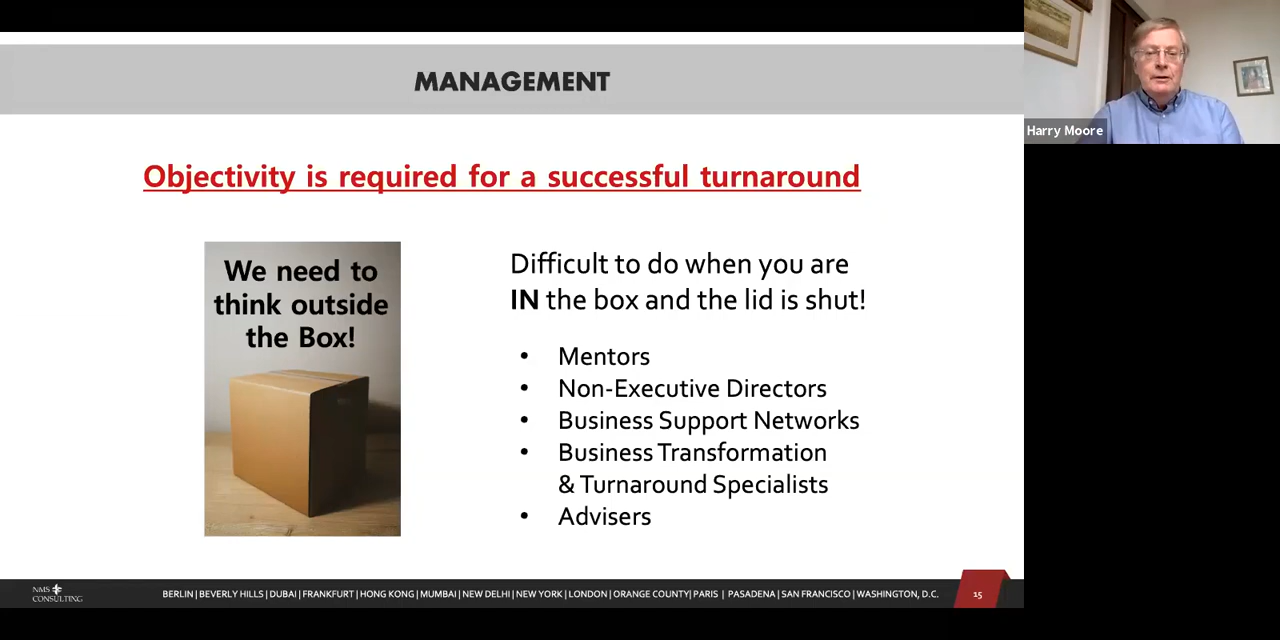 MANAGEMENT
Harry Moore
Objectivity is required for a successful turnaround
We need to
think outside
the Box!
Difficult to do when you are
IN the box and the lid is shut!
• Mentors
• Non-Executive Directors
• Business Support Networks
• Business Transformation
& Turnaround Specialists
• Advisers
NMS
CONSULTING
BERLIN | BEVERLY HILLS | DUBAI | FRANKFURT | HONG KONG | MUMBAI | NEW DELHI | NEW YORK | LONDON | ORANGE COUNTY| PARIS | PASADENA | SAN FRANCISCO | WASHINGTON, D.C.
15